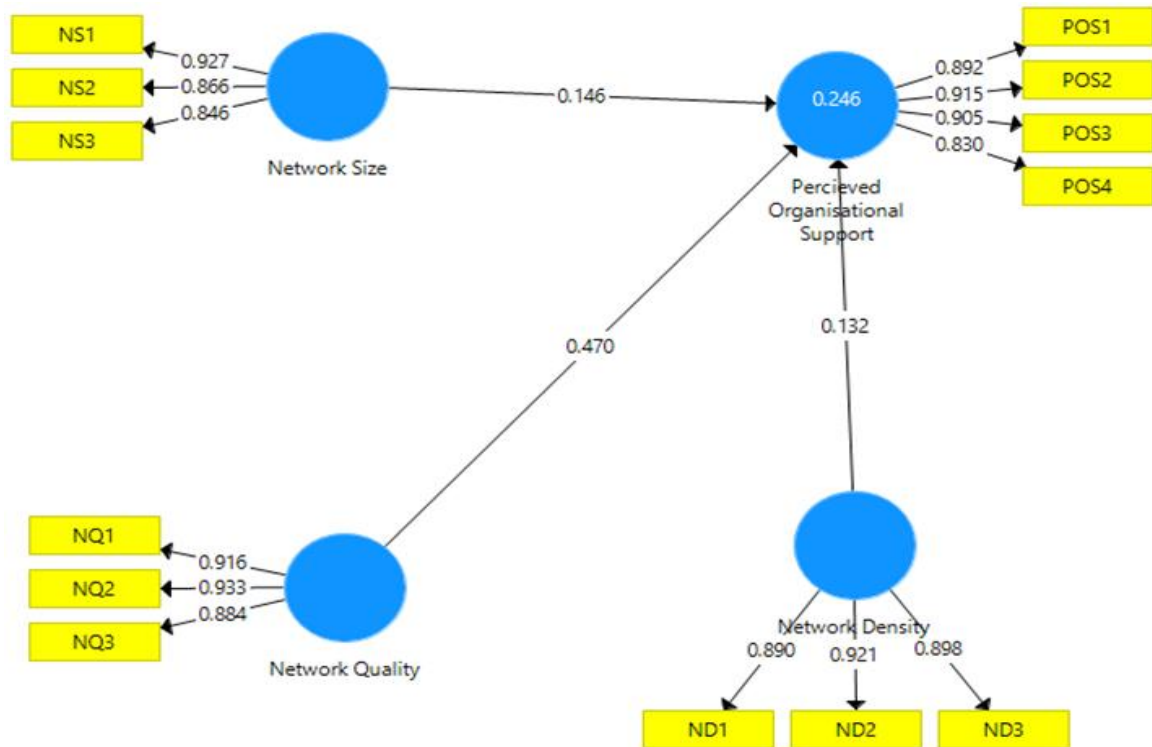 NS1
NS2
NS3
0.927
0.866
0.846
Network Size
0.146
0.246
Percieved
Organisational
Support
0.892
0.915
0.905
0.830
POS1
POS2
POS3
POS4
0.470
0.132
NQ1
NQ2
NQ3
0.916
0.933
0.884
Network Quality
Network Density
0.890
0.921
0.898
ND1
ND2
ND3